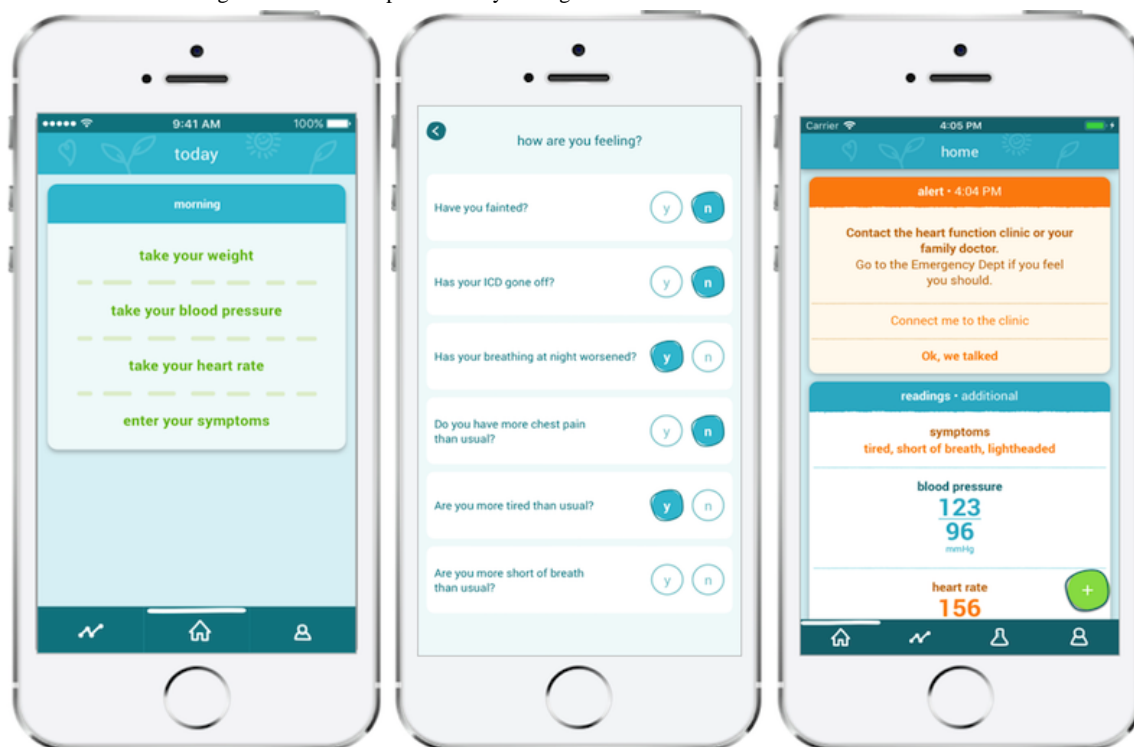 9:41 AM
100%
today
morning
take your weight
take your blood pressure
take your heart rate
enter your symptoms
how are you feeling?
Have you fainted?
y n
Has your ICD gone off?
y n
Has your breathing at night worsened?
y n
Do you have more chest pain
than usual?
y n
Are you more tired than usual?
y n
Are you more short of breath
than usual?
y n
Carrier
4:05 PM
home
alert • 4:04 PM
Contact the heart function clinic or your
family doctor.
Go to the Emergency Dept if you feel
you should.
Connect me to the clinic
Ok, we talked
readings • additional
symptoms
tired, short of breath, lightheaded
blood pressure
123
96
mmHg
heart rate
156
+